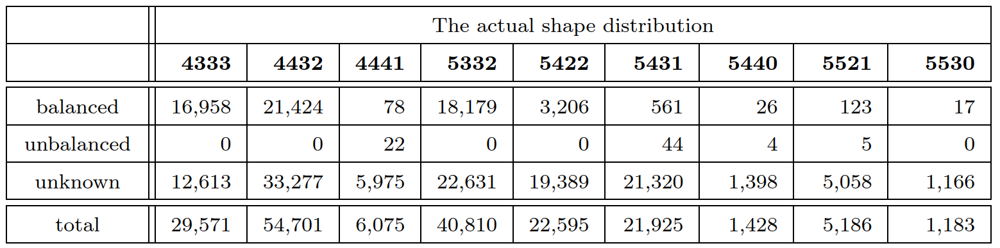 The actual shape distribution
4333 4432 4441 5332 5422 5431 5440 5521 5530
balanced 16,958 21,424 78 18,179 3,206 561 26 123 17
unbalanced 0 0 22 0 0 44 4 5 0
unknown 12,613 33,277 5,975 22,631 19,389 21,320 1,398 5,058 1,166
total 29,571 54,701 6,075 40,810 22,595 21,925 1,428 5,186 1,183